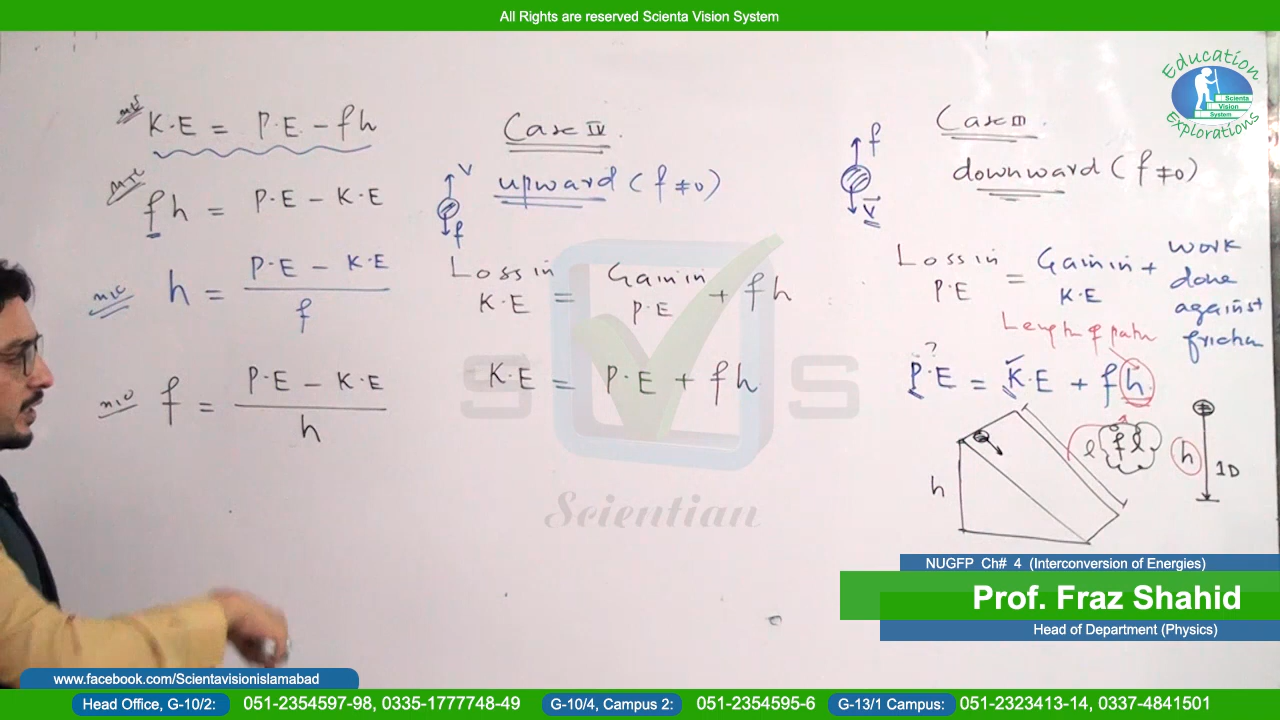 All Rights are reserved Scienta Vision System
Education
Scienta
Vision
System
Explorations
K.E = P.E - fh
fh = P.E - K.E
h = P.E - K.E / f
f = P.E - K.E / h
Case IV.
upward (f ≠ 0)
v
f
Loss in K.E = Gain in P.E + fh
K.E = P.E + fh
Case III.
downward (f ≠ 0)
f
v
Loss in P.E = Gain in K.E + work done against friction
Length of path
?
P.E = K.E + fh
h
l
fl
h
1D
SVS
Scientian
NUGFP Ch# 4 (Interconversion of Energies)
Prof. Fraz Shahid
Head of Department (Physics)
www.facebook.com/Scientavisionislamabad
Head Office, G-10/2: 051-2354597-98, 0335-1777748-49 G-10/4, Campus 2: 051-2354595-6 G-13/1 Campus: 051-2323413-14, 0337-4841501